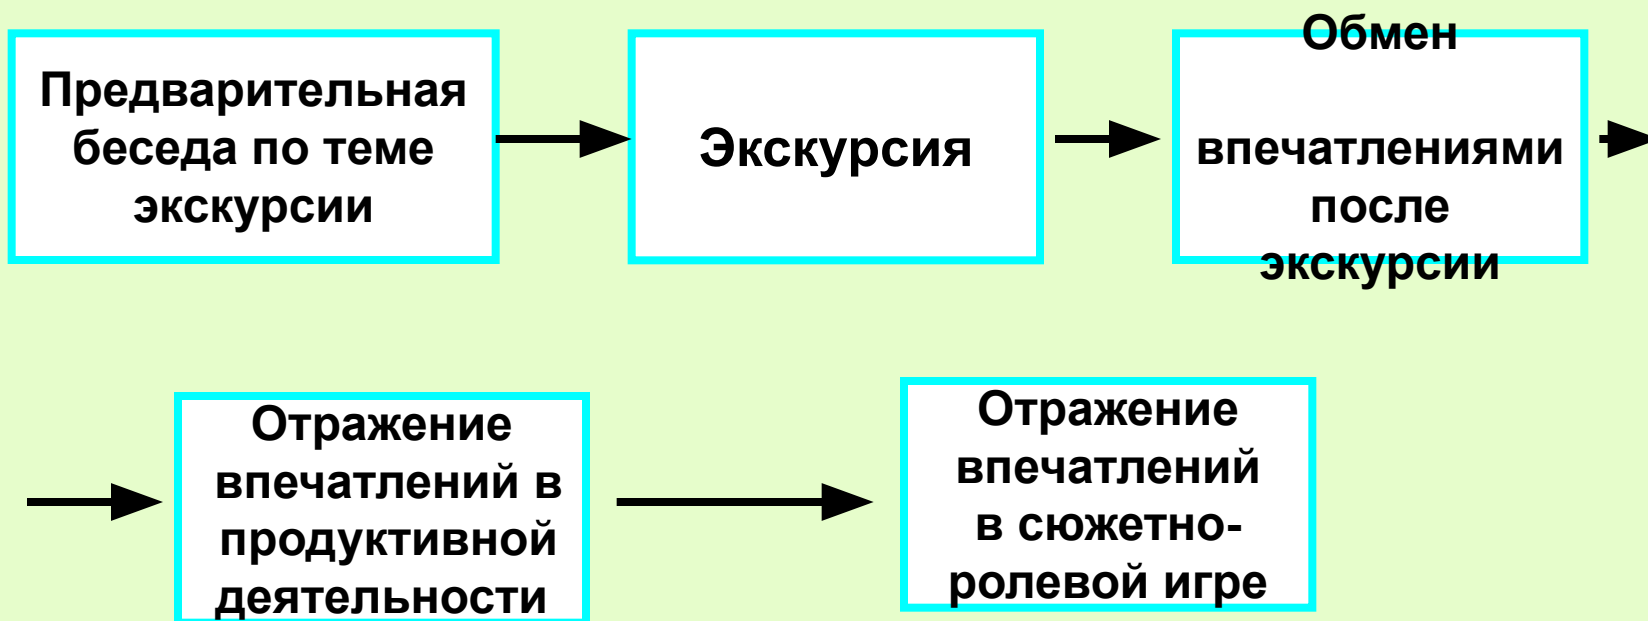 Предварительная
беседа по теме
экскурсии
Экскурсия
Обмен
впечатлениями
после
экскурсии
Отражение
впечатлений в
продуктивной
деятельности
Отражение
впечатлений
в сюжетно-
ролевой игре